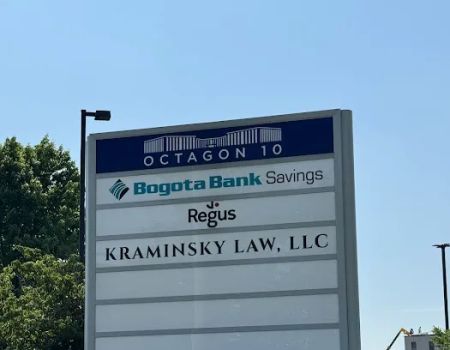 OCTAGON 10
Bogota Bank Savings
Regus
KRAMINSKY LAW, LLC